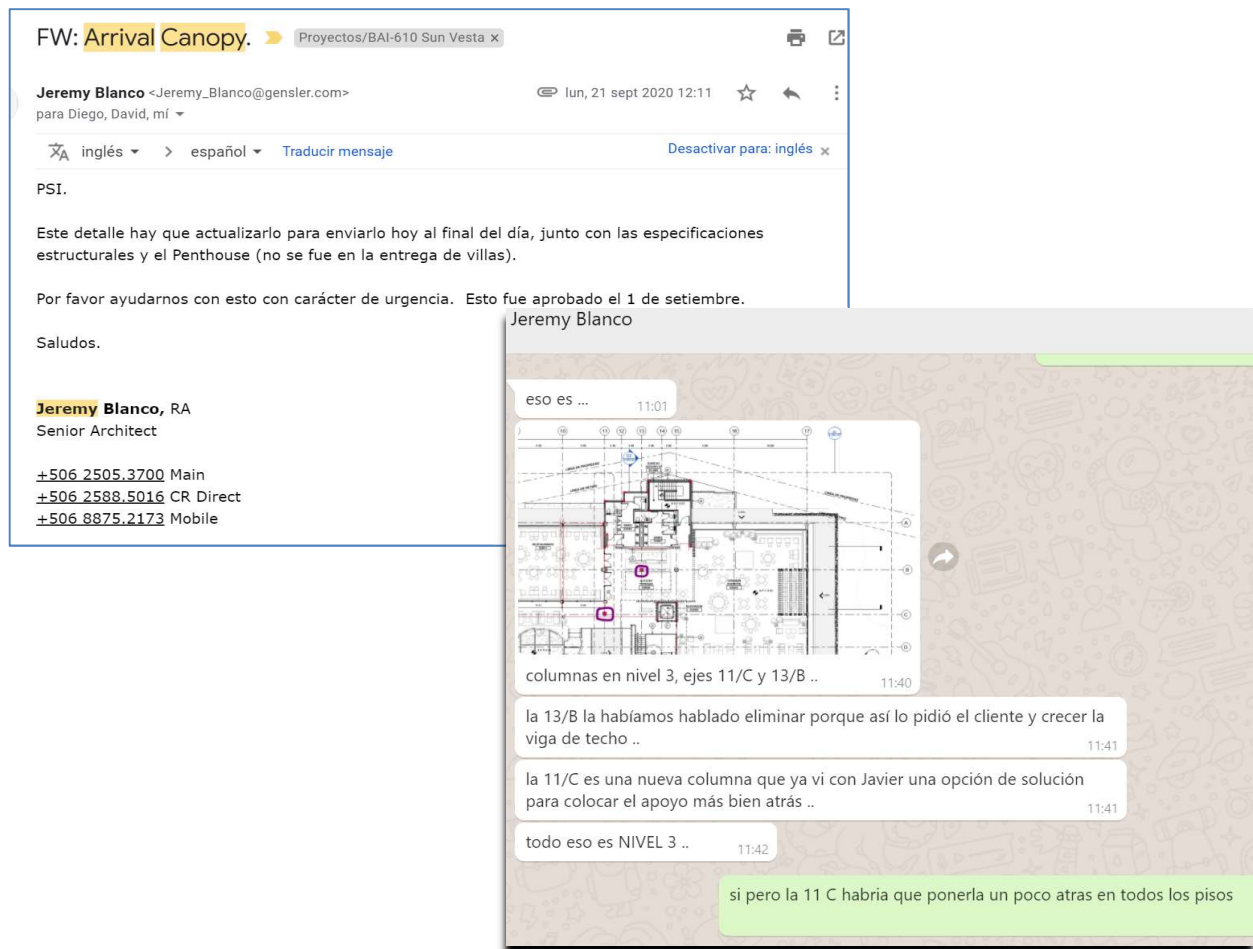 FW: Arrival Canopy.
Proyectos/BAI-610 Sun Vesta ×
Jeremy Blanco <Jeremy_Blanco@gensler.com>
lun, 21 sept 2020 12:11
para Diego, David, mí
inglés > español Traducir mensaje
Desactivar para: inglés ×
PSI.
Este detalle hay que actualizarlo para enviarlo hoy al final del día, junto con las especificaciones
estructurales y el Penthouse (no se fue en la entrega de villas).
Por favor ayudarnos con esto con carácter de urgencia. Esto fue aprobado el 1 de setiembre.
Saludos.
Jeremy Blanco, RA
Senior Architect
+506 2505.3700 Main
+506 2588.5016 CR Direct
+506 8875.2173 Mobile
Jeremy Blanco
eso es ...
11:01
10 11 12 13 14 15 16 17
A
B
C
D
columnas en nivel 3, ejes 11/C y 13/B ..
11:40
la 13/B la habíamos hablado eliminar porque así lo pidió el cliente y crecer la
viga de techo ..
11:41
la 11/C es una nueva columna que ya vi con Javier una opción de solución
para colocar el apoyo más bien atrás ..
11:41
todo eso es NIVEL 3 ..
11:42
si pero la 11 C habria que ponerla un poco atras en todos los pisos